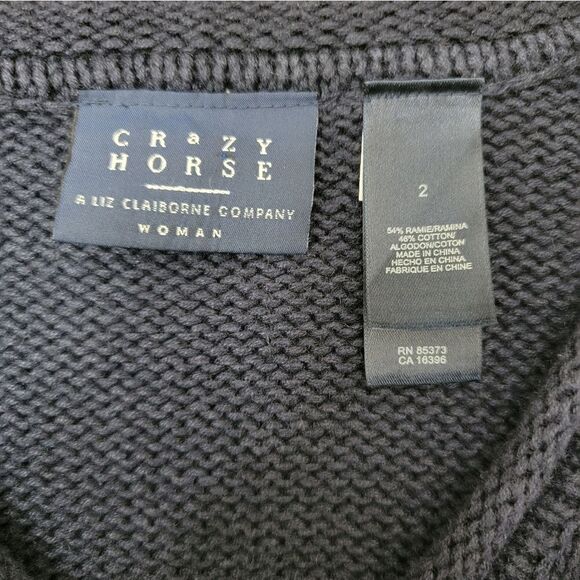 CRaZY
HORSE
A LIZ CLAIBORNE COMPANY
WOMAN
2
54% RAMIE/RAMINA
46% COTTON/
ALGODON/COTON
MADE IN CHINA
HECHO EN CHINA
FABRIQUE EN CHINE
RN 85373
CA 16396